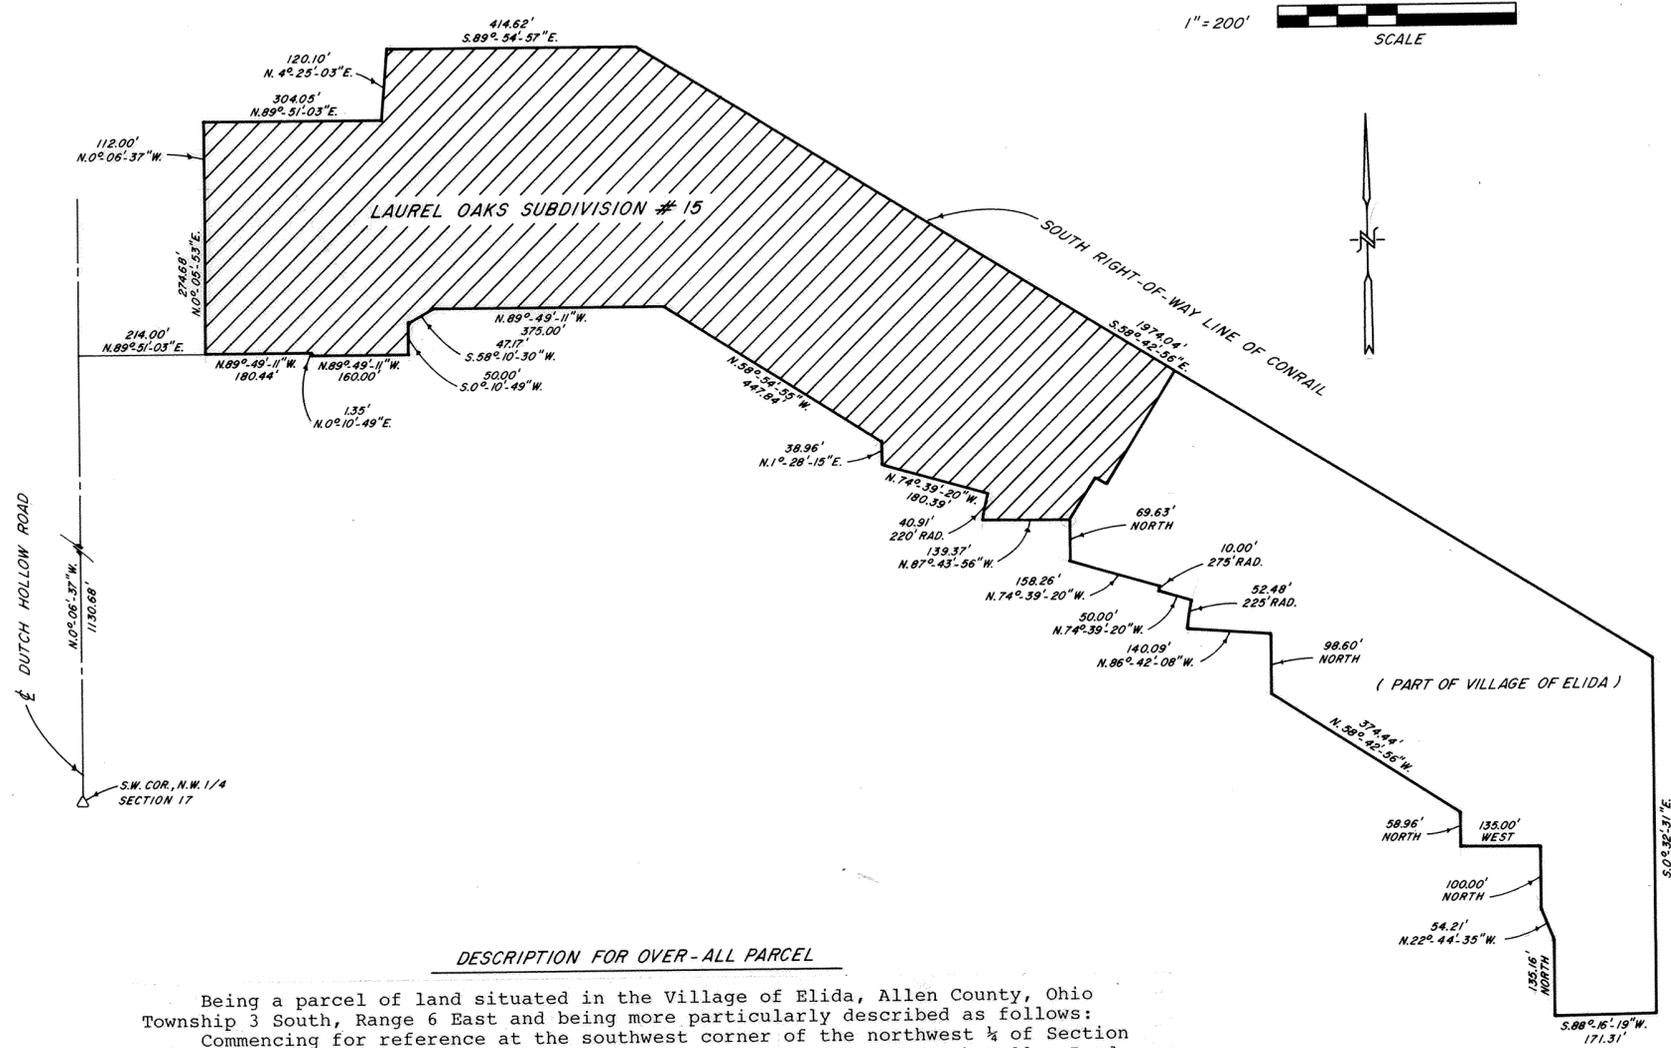 414.62'
S.89°-54'-57"E.
1"=200'
SCALE
120.10'
N. 4°-25'-03"E.
304.05'
N.89°-51'-03"E.
112.00'
N.0°-06'-37"W.
LAUREL OAKS SUBDIVISION # 15
SOUTH RIGHT-OF-WAY LINE OF CONRAIL
N
274.68'
N.0°-05'-53"E.
1974.04'
S.58°-42'-56"E.
214.00'
N.89°-51'-03"E.
N.89°-49'-11"W.
180.44'
N.89°-49'-11"W.
160.00'
N.89°-49'-11"W.
375.00'
47.17'
S.58°-10'-30"W.
50.00'
S.0°-10'-49"W.
1.35'
N.0°-10'-49"E.
N.58°-54'-55"W.
447.84'
38.96'
N.1°-28'-15"E.
N.74°-39'-20"W.
180.39'
40.91'
220' RAD.
139.37'
N.87°-43'-56"W.
69.63'
NORTH
158.26'
N.74°-39'-20"W.
10.00'
275' RAD.
52.48'
225' RAD.
50.00'
N.74°-39'-20"W.
140.09'
N.86°-42'-08"W.
98.60'
NORTH
( PART OF VILLAGE OF ELIDA )
374.44'
N. 58°-42'-56"W.
℄ DUTCH HOLLOW ROAD
N.0°-06'-37"W.
1130.68'
S.W. COR., N.W. 1/4
SECTION 17
58.96'
NORTH
135.00'
WEST
S.0°-32'-31"E.
100.00'
NORTH
54.21'
N.22°-44'-35"W.
135.16'
NORTH
S.88°-16'-19"W.
171.31'
DESCRIPTION FOR OVER-ALL PARCEL
Being a parcel of land situated in the Village of Elida, Allen County, Ohio
Township 3 South, Range 6 East and being more particularly described as follows:
Commencing for reference at the southwest corner of the northwest ¼ of Section